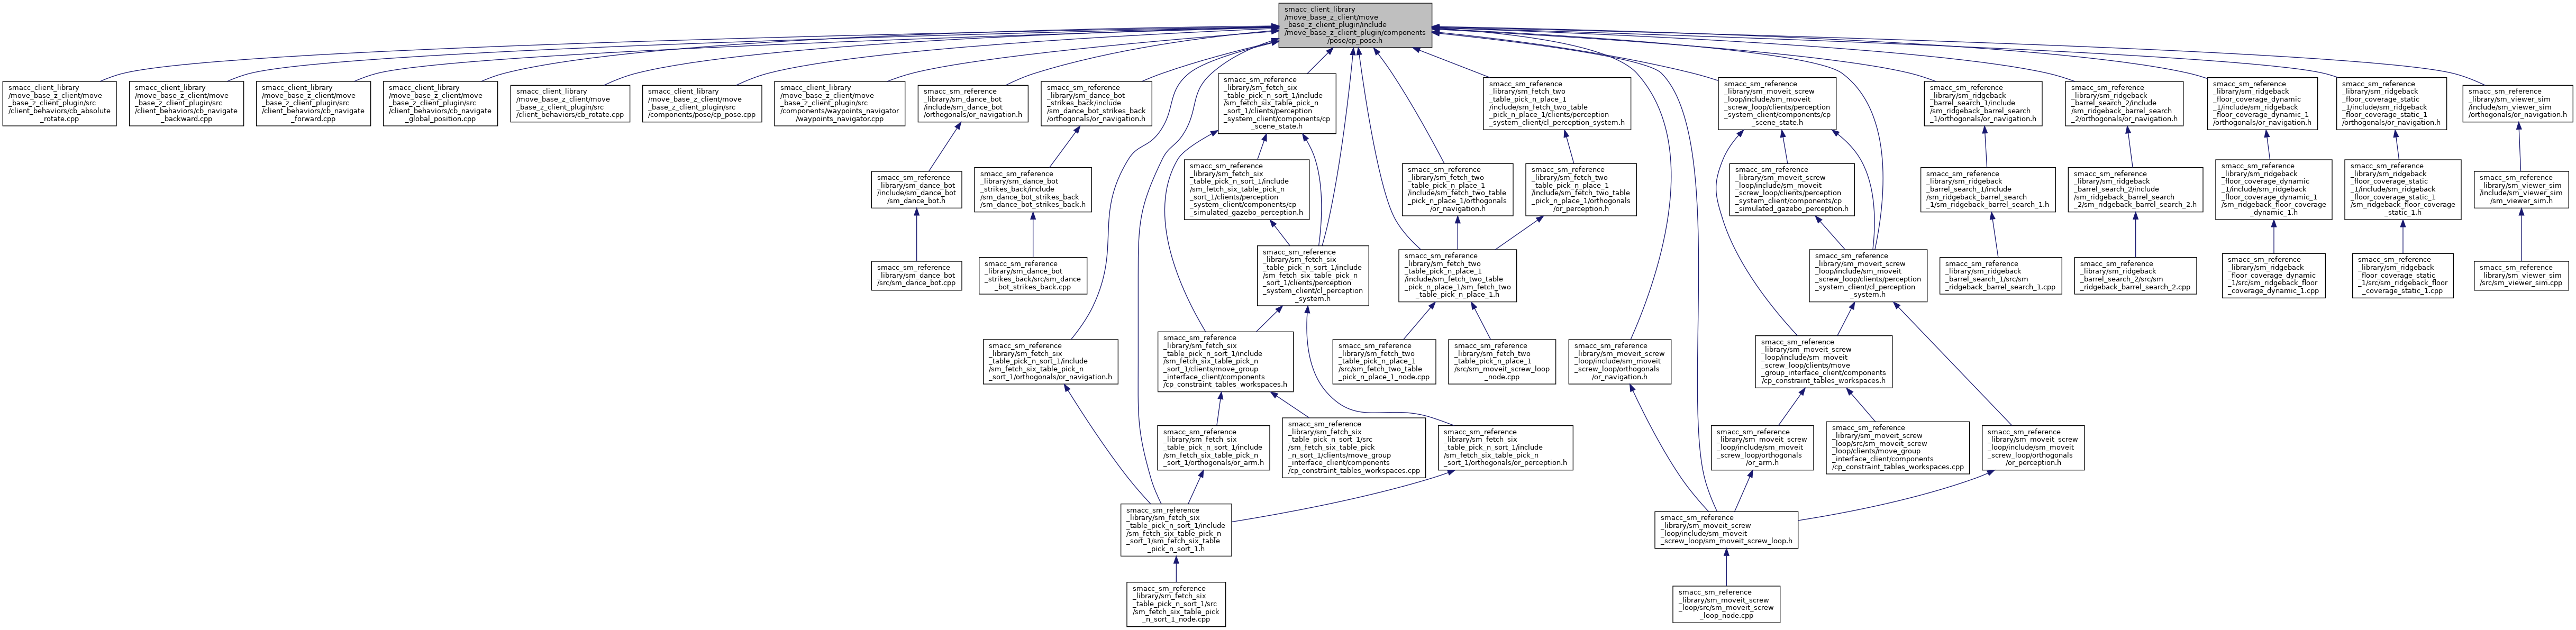 smacc_client_library
/move_base_z_client/move
_base_z_client_plugin/include
/move_base_z_client_plugin/components
/pose/cp_pose.h
smacc_client_library
/move_base_z_client/move
_base_z_client_plugin/src
/client_behaviors/cb_absolute
_rotate.cpp
smacc_client_library
/move_base_z_client/move
_base_z_client_plugin/src
/client_behaviors/cb_navigate
_backward.cpp
smacc_client_library
/move_base_z_client/move
_base_z_client_plugin/src
/client_behaviors/cb_navigate
_forward.cpp
smacc_client_library
/move_base_z_client/move
_base_z_client_plugin/src
/client_behaviors/cb_navigate
_global_position.cpp
smacc_client_library
/move_base_z_client/move
_base_z_client_plugin/src
/client_behaviors/cb_rotate.cpp
smacc_client_library
/move_base_z_client/move
_base_z_client_plugin/src
/components/pose/cp_pose.cpp
smacc_client_library
/move_base_z_client/move
_base_z_client_plugin/src
/components/waypoints_navigator
/waypoints_navigator.cpp
smacc_sm_reference
_library/sm_dance_bot
/include/sm_dance_bot
/orthogonals/or_navigation.h
smacc_sm_reference
_library/sm_dance_bot
_strikes_back/include
/sm_dance_bot_strikes_back
/orthogonals/or_navigation.h
smacc_sm_reference
_library/sm_fetch_six
_table_pick_n_sort_1/include
/sm_fetch_six_table_pick_n
_sort_1/clients/perception
_system_client/components/cp
_scene_state.h
smacc_sm_reference
_library/sm_fetch_two
_table_pick_n_place_1
/include/sm_fetch_two_table
_pick_n_place_1/clients/perception
_system_client/cl_perception_system.h
smacc_sm_reference
_library/sm_moveit_screw
_loop/include/sm_moveit
_screw_loop/clients/perception
_system_client/components/cp
_scene_state.h
smacc_sm_reference
_library/sm_ridgeback
_barrel_search_1/include
/sm_ridgeback_barrel_search
_1/orthogonals/or_navigation.h
smacc_sm_reference
_library/sm_ridgeback
_barrel_search_2/include
/sm_ridgeback_barrel_search
_2/orthogonals/or_navigation.h
smacc_sm_reference
_library/sm_ridgeback
_floor_coverage_dynamic
_1/include/sm_ridgeback
_floor_coverage_dynamic_1
/orthogonals/or_navigation.h
smacc_sm_reference
_library/sm_ridgeback
_floor_coverage_static
_1/include/sm_ridgeback
_floor_coverage_static_1
/orthogonals/or_navigation.h
smacc_sm_reference
_library/sm_viewer_sim
/include/sm_viewer_sim
/orthogonals/or_navigation.h
smacc_sm_reference
_library/sm_dance_bot
/include/sm_dance_bot
/sm_dance_bot.h
smacc_sm_reference
_library/sm_dance_bot
_strikes_back/include
/sm_dance_bot_strikes_back
/sm_dance_bot_strikes_back.h
smacc_sm_reference
_library/sm_fetch_six
_table_pick_n_sort_1/include
/sm_fetch_six_table_pick_n
_sort_1/clients/perception
_system_client/components/cp
_simulated_gazebo_perception.h
smacc_sm_reference
_library/sm_fetch_two
_table_pick_n_place_1
/include/sm_fetch_two_table
_pick_n_place_1/orthogonals
/or_navigation.h
smacc_sm_reference
_library/sm_fetch_two
_table_pick_n_place_1
/include/sm_fetch_two_table
_pick_n_place_1/orthogonals
/or_perception.h
smacc_sm_reference
_library/sm_moveit_screw
_loop/include/sm_moveit
_screw_loop/clients/perception
_system_client/components/cp
_simulated_gazebo_perception.h
smacc_sm_reference
_library/sm_ridgeback
_barrel_search_1/include
/sm_ridgeback_barrel_search
_1/sm_ridgeback_barrel_search_1.h
smacc_sm_reference
_library/sm_ridgeback
_barrel_search_2/include
/sm_ridgeback_barrel_search
_2/sm_ridgeback_barrel_search_2.h
smacc_sm_reference
_library/sm_ridgeback
_floor_coverage_dynamic
_1/include/sm_ridgeback
_floor_coverage_dynamic_1
/sm_ridgeback_floor_coverage
_dynamic_1.h
smacc_sm_reference
_library/sm_ridgeback
_floor_coverage_static
_1/include/sm_ridgeback
_floor_coverage_static_1
/sm_ridgeback_floor_coverage
_static_1.h
smacc_sm_reference
_library/sm_viewer_sim
/include/sm_viewer_sim
/sm_viewer_sim.h
smacc_sm_reference
_library/sm_dance_bot
/src/sm_dance_bot.cpp
smacc_sm_reference
_library/sm_dance_bot
_strikes_back/src/sm_dance
_bot_strikes_back.cpp
smacc_sm_reference
_library/sm_fetch_six
_table_pick_n_sort_1/include
/sm_fetch_six_table_pick_n
_sort_1/clients/perception
_system_client/cl_perception
_system.h
smacc_sm_reference
_library/sm_fetch_two
_table_pick_n_place_1
/include/sm_fetch_two_table
_pick_n_place_1/sm_fetch_two
_table_pick_n_place_1.h
smacc_sm_reference
_library/sm_moveit_screw
_loop/include/sm_moveit
_screw_loop/clients/perception
_system_client/cl_perception
_system.h
smacc_sm_reference
_library/sm_ridgeback
_barrel_search_1/src/sm
_ridgeback_barrel_search_1.cpp
smacc_sm_reference
_library/sm_ridgeback
_barrel_search_2/src/sm
_ridgeback_barrel_search_2.cpp
smacc_sm_reference
_library/sm_ridgeback
_floor_coverage_dynamic
_1/src/sm_ridgeback_floor
_coverage_dynamic_1.cpp
smacc_sm_reference
_library/sm_ridgeback
_floor_coverage_static
_1/src/sm_ridgeback_floor
_coverage_static_1.cpp
smacc_sm_reference
_library/sm_viewer_sim
/src/sm_viewer_sim.cpp
smacc_sm_reference
_library/sm_fetch_six
_table_pick_n_sort_1/include
/sm_fetch_six_table_pick_n
_sort_1/orthogonals/or_navigation.h
smacc_sm_reference
_library/sm_fetch_six
_table_pick_n_sort_1/include
/sm_fetch_six_table_pick_n
_sort_1/clients/move_group
_interface_client/components
/cp_constraint_tables_workspaces.h
smacc_sm_reference
_library/sm_fetch_two
_table_pick_n_place_1
/src/sm_fetch_two_table
_pick_n_place_1_node.cpp
smacc_sm_reference
_library/sm_fetch_two
_table_pick_n_place_1
/src/sm_moveit_screw_loop
_node.cpp
smacc_sm_reference
_library/sm_moveit_screw
_loop/include/sm_moveit
_screw_loop/orthogonals
/or_navigation.h
smacc_sm_reference
_library/sm_moveit_screw
_loop/include/sm_moveit
_screw_loop/clients/move
_group_interface_client/components
/cp_constraint_tables_workspaces.h
smacc_sm_reference
_library/sm_fetch_six
_table_pick_n_sort_1/include
/sm_fetch_six_table_pick_n
_sort_1/orthogonals/or_arm.h
smacc_sm_reference
_library/sm_fetch_six
_table_pick_n_sort_1/src
/sm_fetch_six_table_pick
_n_sort_1/clients/move_group
_interface_client/components
/cp_constraint_tables_workspaces.cpp
smacc_sm_reference
_library/sm_fetch_six
_table_pick_n_sort_1/include
/sm_fetch_six_table_pick_n
_sort_1/orthogonals/or_perception.h
smacc_sm_reference
_library/sm_moveit_screw
_loop/include/sm_moveit
_screw_loop/orthogonals
/or_arm.h
smacc_sm_reference
_library/sm_moveit_screw
_loop/src/sm_moveit_screw
_loop/clients/move_group
_interface_client/components
/cp_constraint_tables_workspaces.cpp
smacc_sm_reference
_library/sm_moveit_screw
_loop/include/sm_moveit
_screw_loop/orthogonals
/or_perception.h
smacc_sm_reference
_library/sm_fetch_six
_table_pick_n_sort_1/include
/sm_fetch_six_table_pick_n
_sort_1/sm_fetch_six_table
_pick_n_sort_1.h
smacc_sm_reference
_library/sm_moveit_screw
_loop/include/sm_moveit
_screw_loop/sm_moveit_screw_loop.h
smacc_sm_reference
_library/sm_fetch_six
_table_pick_n_sort_1/src
/sm_fetch_six_table_pick
_n_sort_1_node.cpp
smacc_sm_reference
_library/sm_moveit_screw
_loop/src/sm_moveit_screw
_loop_node.cpp